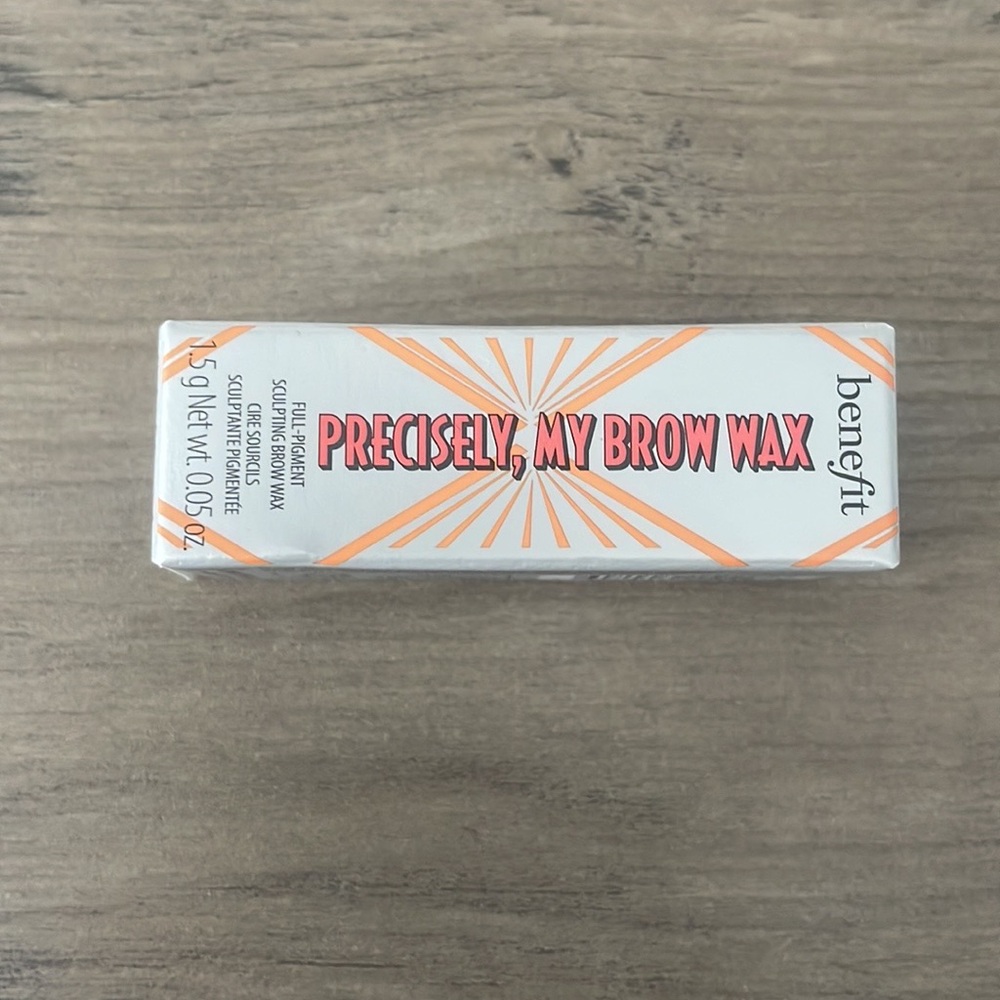 benefit
PRECISELY, MY BROW WAX
FULL-PIGMENT
SCULPTING BROW WAX
CIRE SOURCILS
SCULPTANTE PIGMENTÉE
1.5 g Net wt. 0.05 oz.